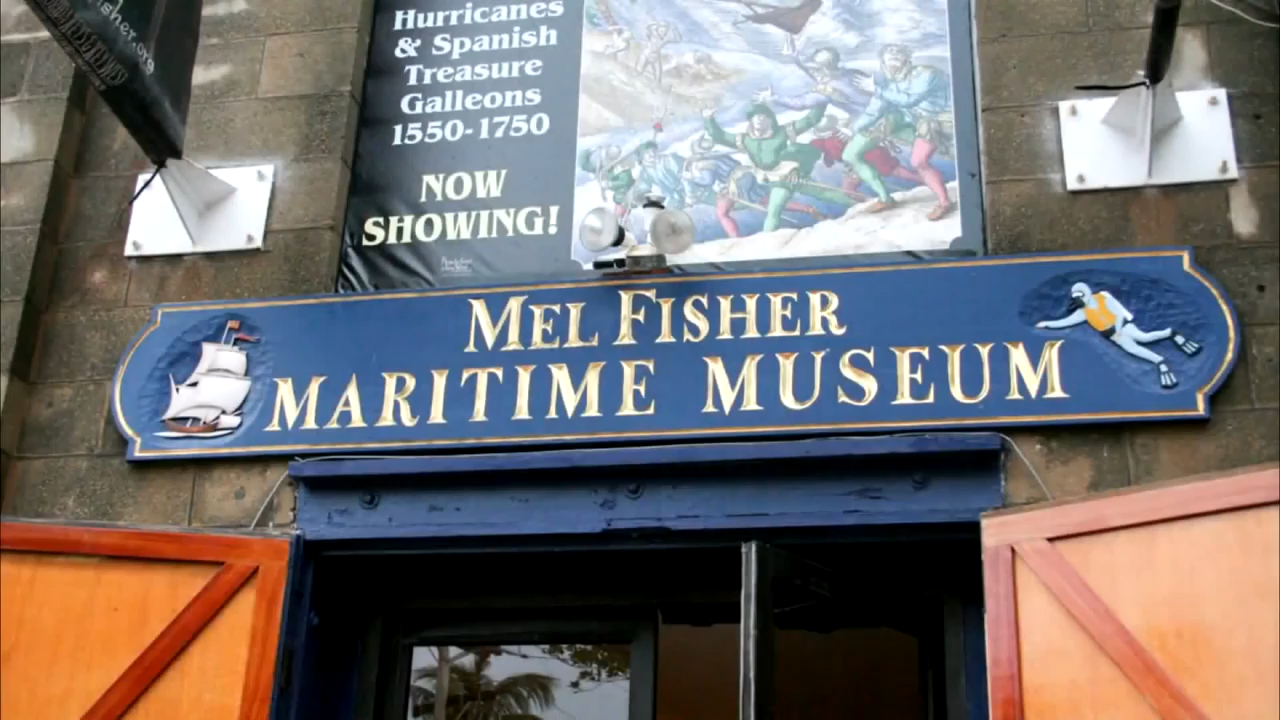 Hurricanes
& Spanish
Treasure
Galleons
1550-1750
NOW
SHOWING!
MEL FISHER
MARITIME MUSEUM